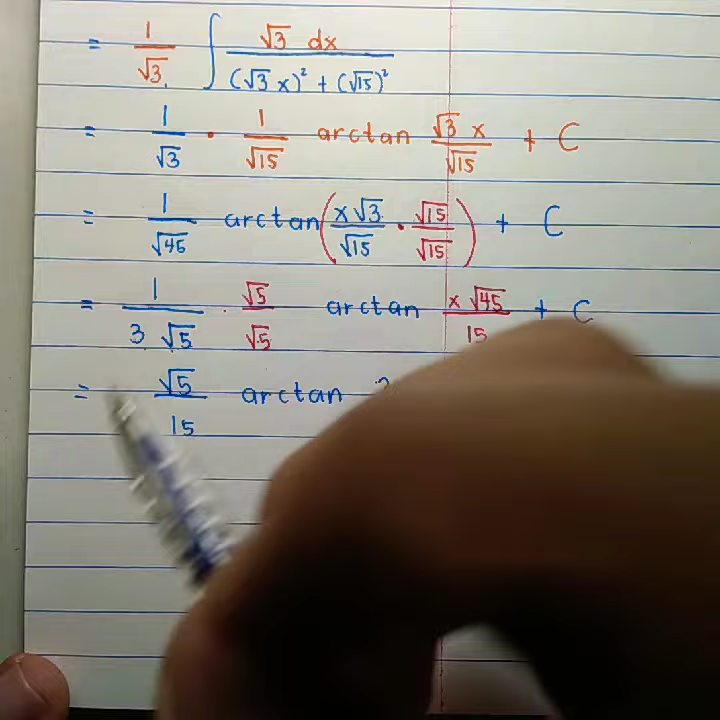 = 1/√3 ∫ √3 dx / (√3 x)² + (√15)²
= 1/√3 · 1/√15 arctan √3 x/√15 + C
= 1/√45 arctan (x√3/√15 · √15/√15) + C
= 1/3√5 · √5/√5 arctan x√45/15 + C
= √5/15 arctan